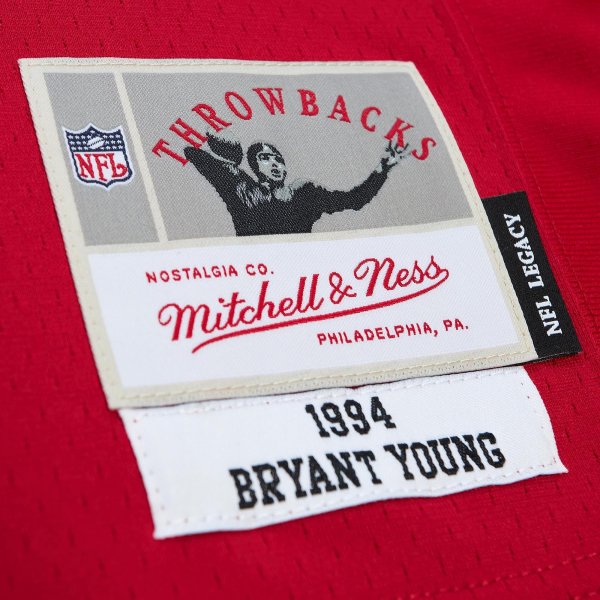 THROWBACKS
NFL
NOSTALGIA CO.
Mitchell & Ness
PHILADELPHIA, PA.
NFL LEGACY
1994
BRYANT YOUNG